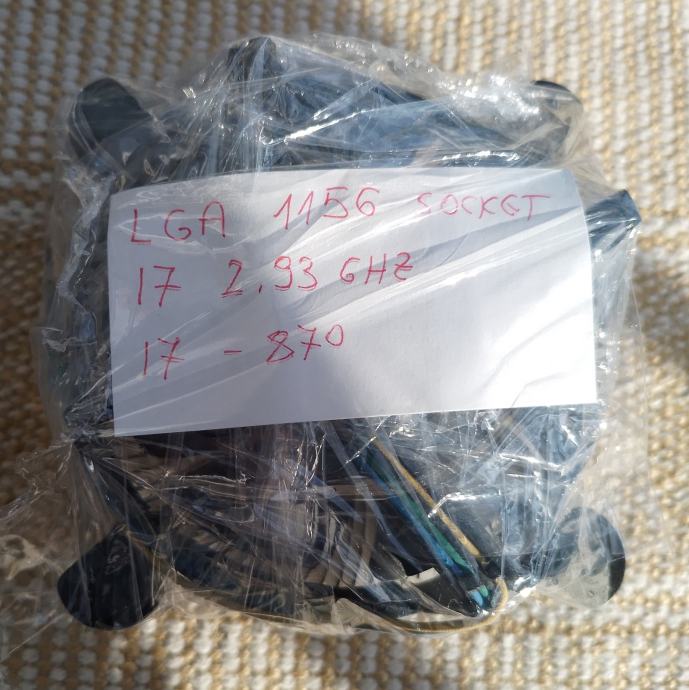 LGA 1156 SOCKET
I7 2.93 GHZ
I7 - 870